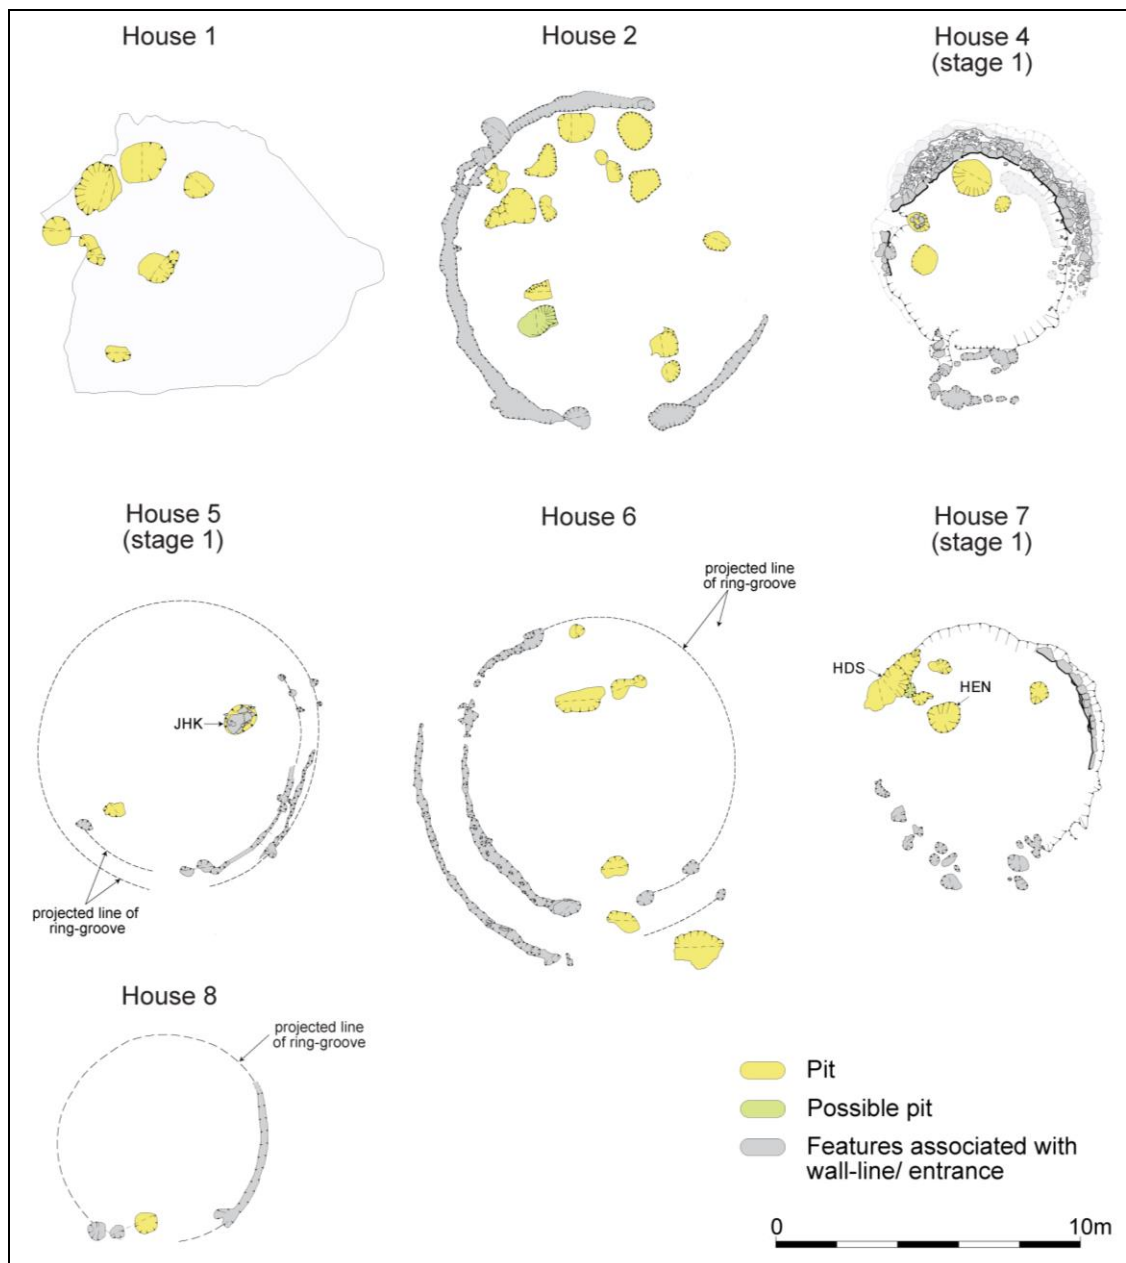 House 1
House 2
House 4
(stage 1)
House 5
(stage 1)
House 6
House 7
(stage 1)
projected line
of ring-groove
JHK
projected line of
ring-groove
HDS
HEN
House 8
projected line
of ring-groove
Pit
Possible pit
Features associated with
wall-line/ entrance
0
10m